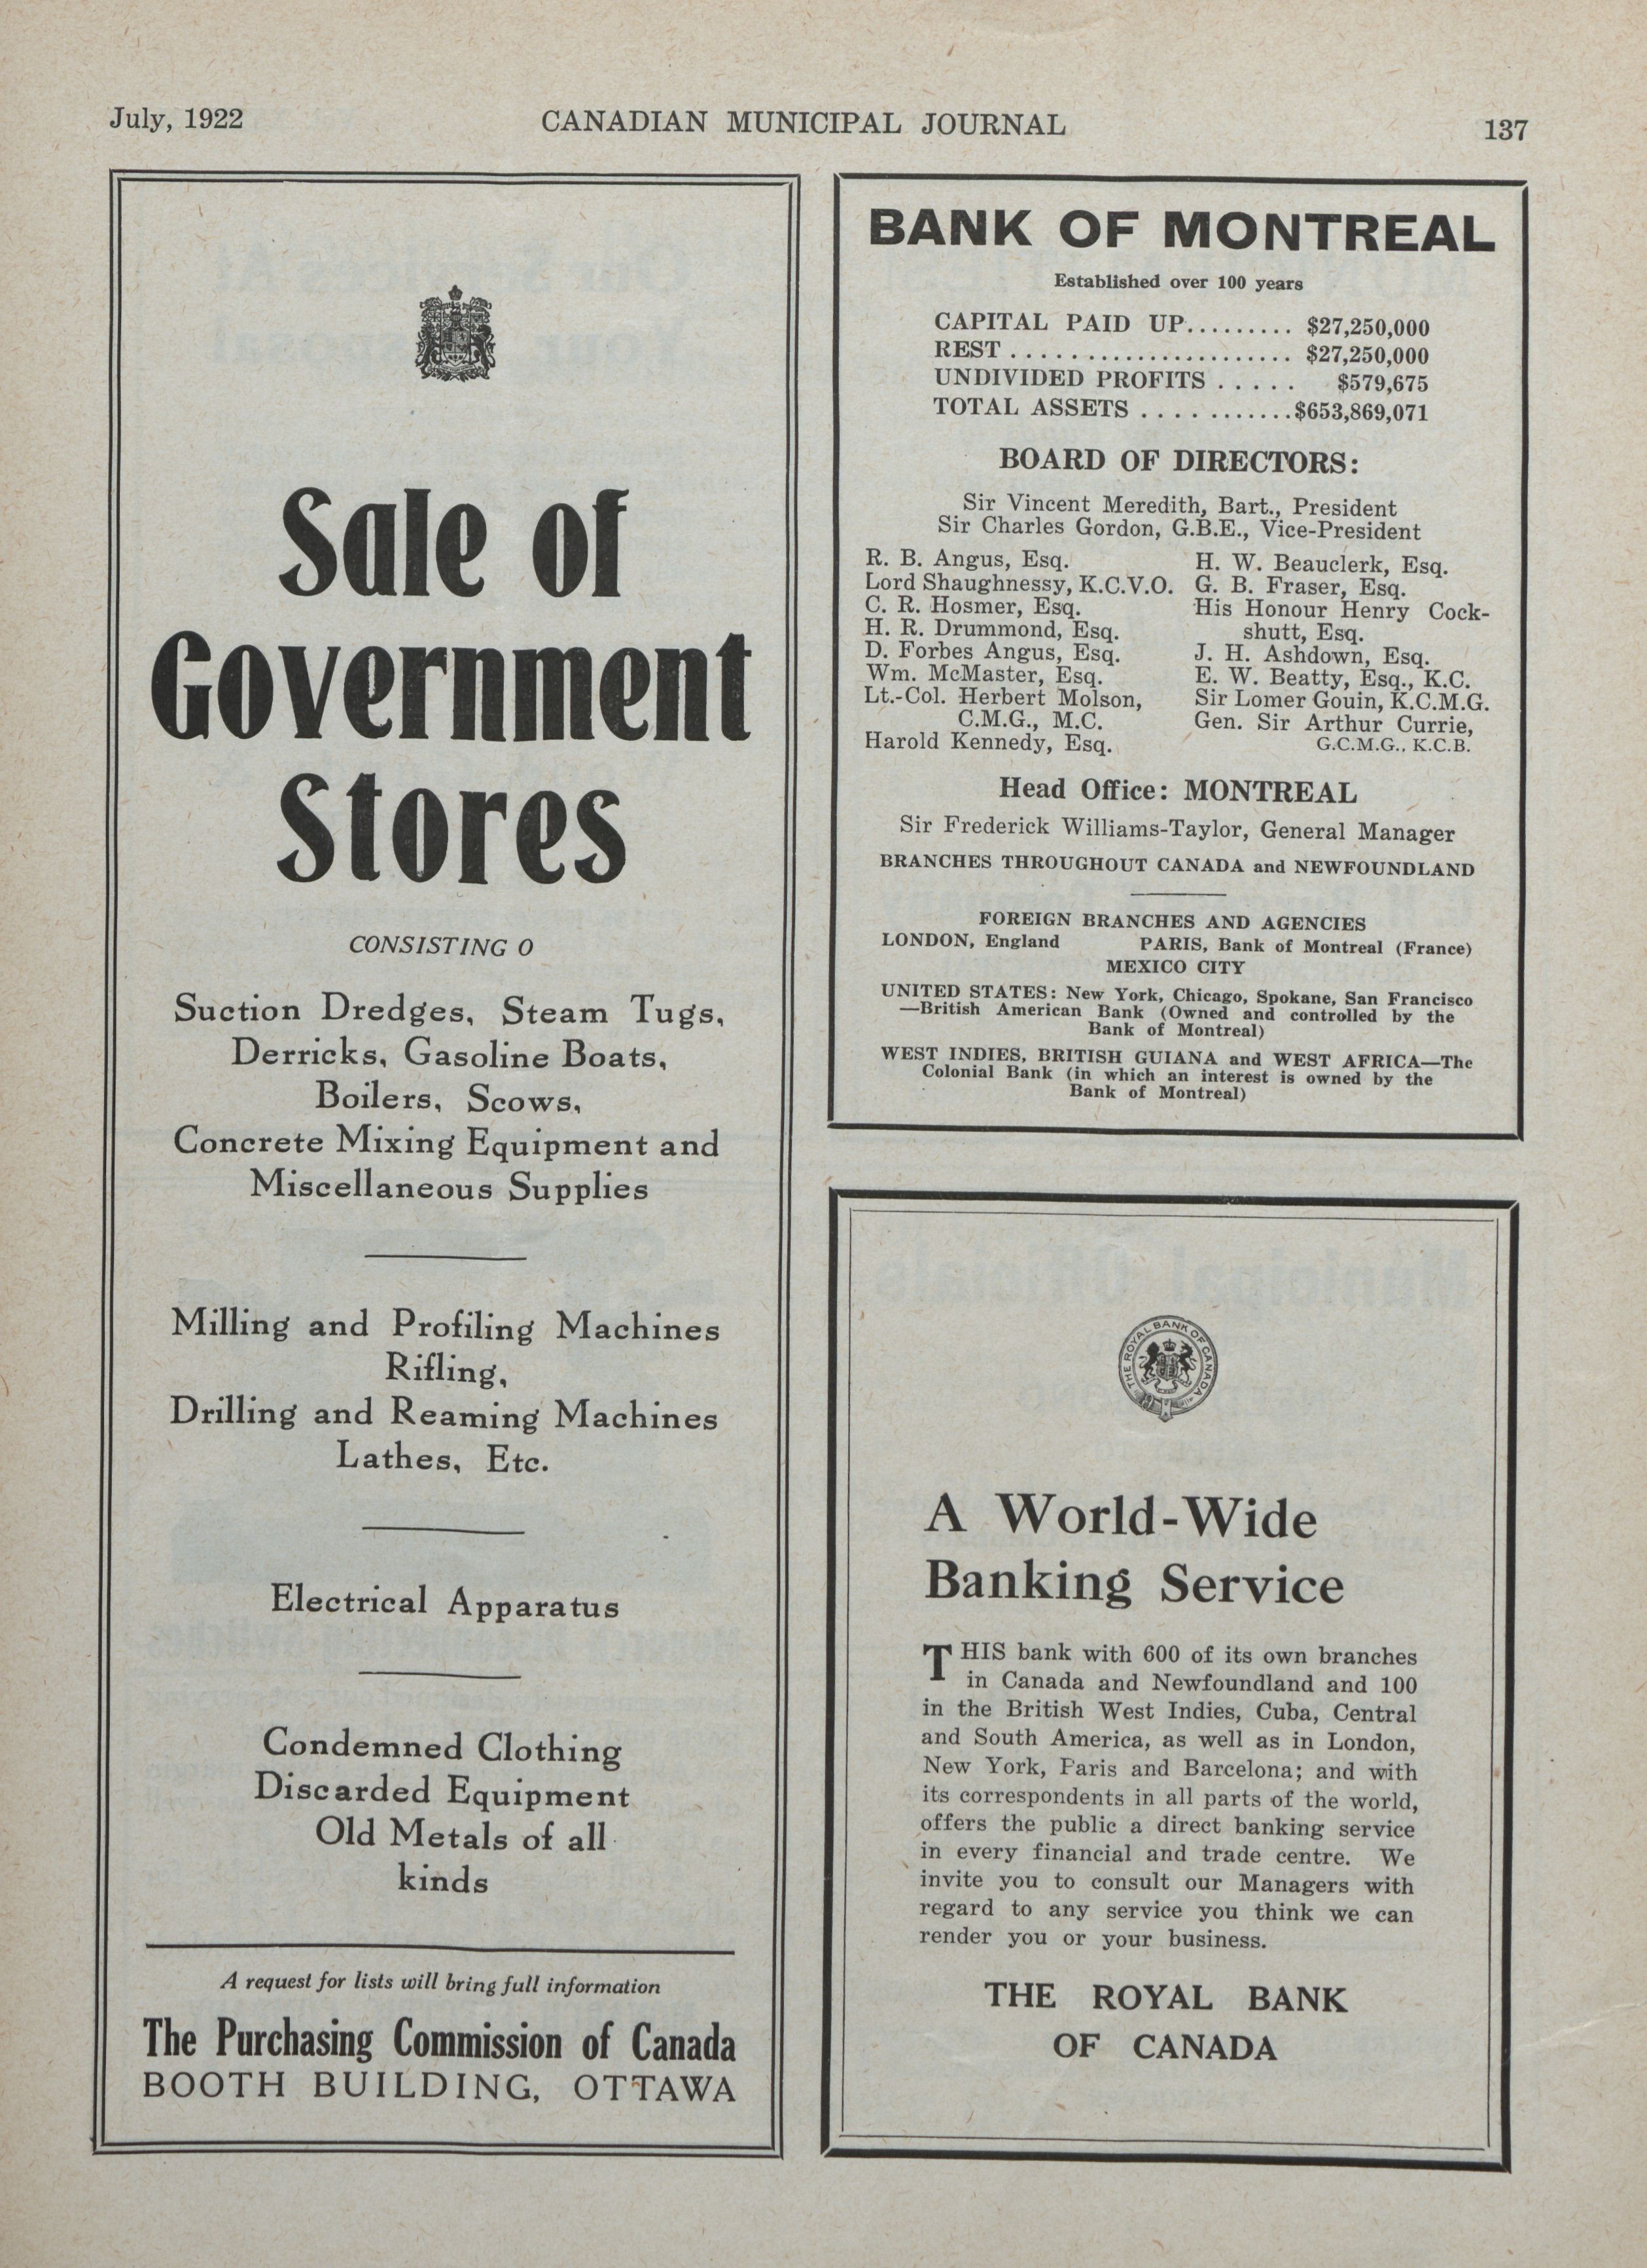 July, 1922
CANADIAN MUNICIPAL JOURNAL
137
Sale of
Government
Stores
CONSISTING O
Suction Dredges, Steam Tugs,
Derricks, Gasoline Boats,
Boilers, Scows,
Concrete Mixing Equipment and
Miscellaneous Supplies
Milling and Profiling Machines
Rifling,
Drilling and Reaming Machines
Lathes, Etc.
Electrical Apparatus
Condemned Clothing
Discarded Equipment
Old Metals of all
kinds
A request for lists will bring full information
The Purchasing Commission of Canada
BOOTH BUILDING, OTTAWA
BANK OF MONTREAL
Established over 100 years
CAPITAL PAID UP......... $27,250,000
REST ..................... $27,250,000
UNDIVIDED PROFITS ..... $579,675
TOTAL ASSETS ...........$653,869,071
BOARD OF DIRECTORS:
Sir Vincent Meredith, Bart., President
Sir Charles Gordon, G.B.E., Vice-President
R. B. Angus, Esq.
Lord Shaughnessy, K.C.V.O.
C. R. Hosmer, Esq.
H. R. Drummond, Esq.
D. Forbes Angus, Esq.
Wm. McMaster, Esq.
Lt.-Col. Herbert Molson,
C.M.G., M.C.
Harold Kennedy, Esq.
H. W. Beauclerk, Esq.
G. B. Fraser, Esq.
His Honour Henry Cock-
shutt, Esq.
J. H. Ashdown, Esq.
E. W. Beatty, Esq., K.C.
Sir Lomer Gouin, K.C.M.G.
Gen. Sir Arthur Currie,
G.C.M.G., K.C.B.
Head Office: MONTREAL
Sir Frederick Williams-Taylor, General Manager
BRANCHES THROUGHOUT CANADA and NEWFOUNDLAND
FOREIGN BRANCHES AND AGENCIES
LONDON, England PARIS, Bank of Montreal (France)
MEXICO CITY
UNITED STATES: New York, Chicago, Spokane, San Francisco
—British American Bank (Owned and controlled by the
Bank of Montreal)
WEST INDIES, BRITISH GUIANA and WEST AFRICA—The
Colonial Bank (in which an interest is owned by the
Bank of Montreal)
THE ROYAL BANK OF CANADA
A World-Wide
Banking Service
THIS bank with 600 of its own branches
in Canada and Newfoundland and 100
in the British West Indies, Cuba, Central
and South America, as well as in London,
New York, Paris and Barcelona; and with
its correspondents in all parts of the world,
offers the public a direct banking service
in every financial and trade centre. We
invite you to consult our Managers with
regard to any service you think we can
render you or your business.
THE ROYAL BANK
OF CANADA